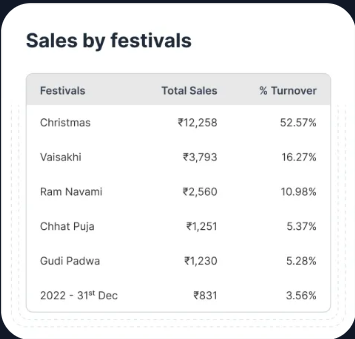 Sales by festivals
Festivals Total Sales % Turnover
Christmas ₹12,258 52.57%
Vaisakhi ₹3,793 16.27%
Ram Navami ₹2,560 10.98%
Chhat Puja ₹1,251 5.37%
Gudi Padwa ₹1,230 5.28%
2022 - 31ˢᵗ Dec ₹831 3.56%